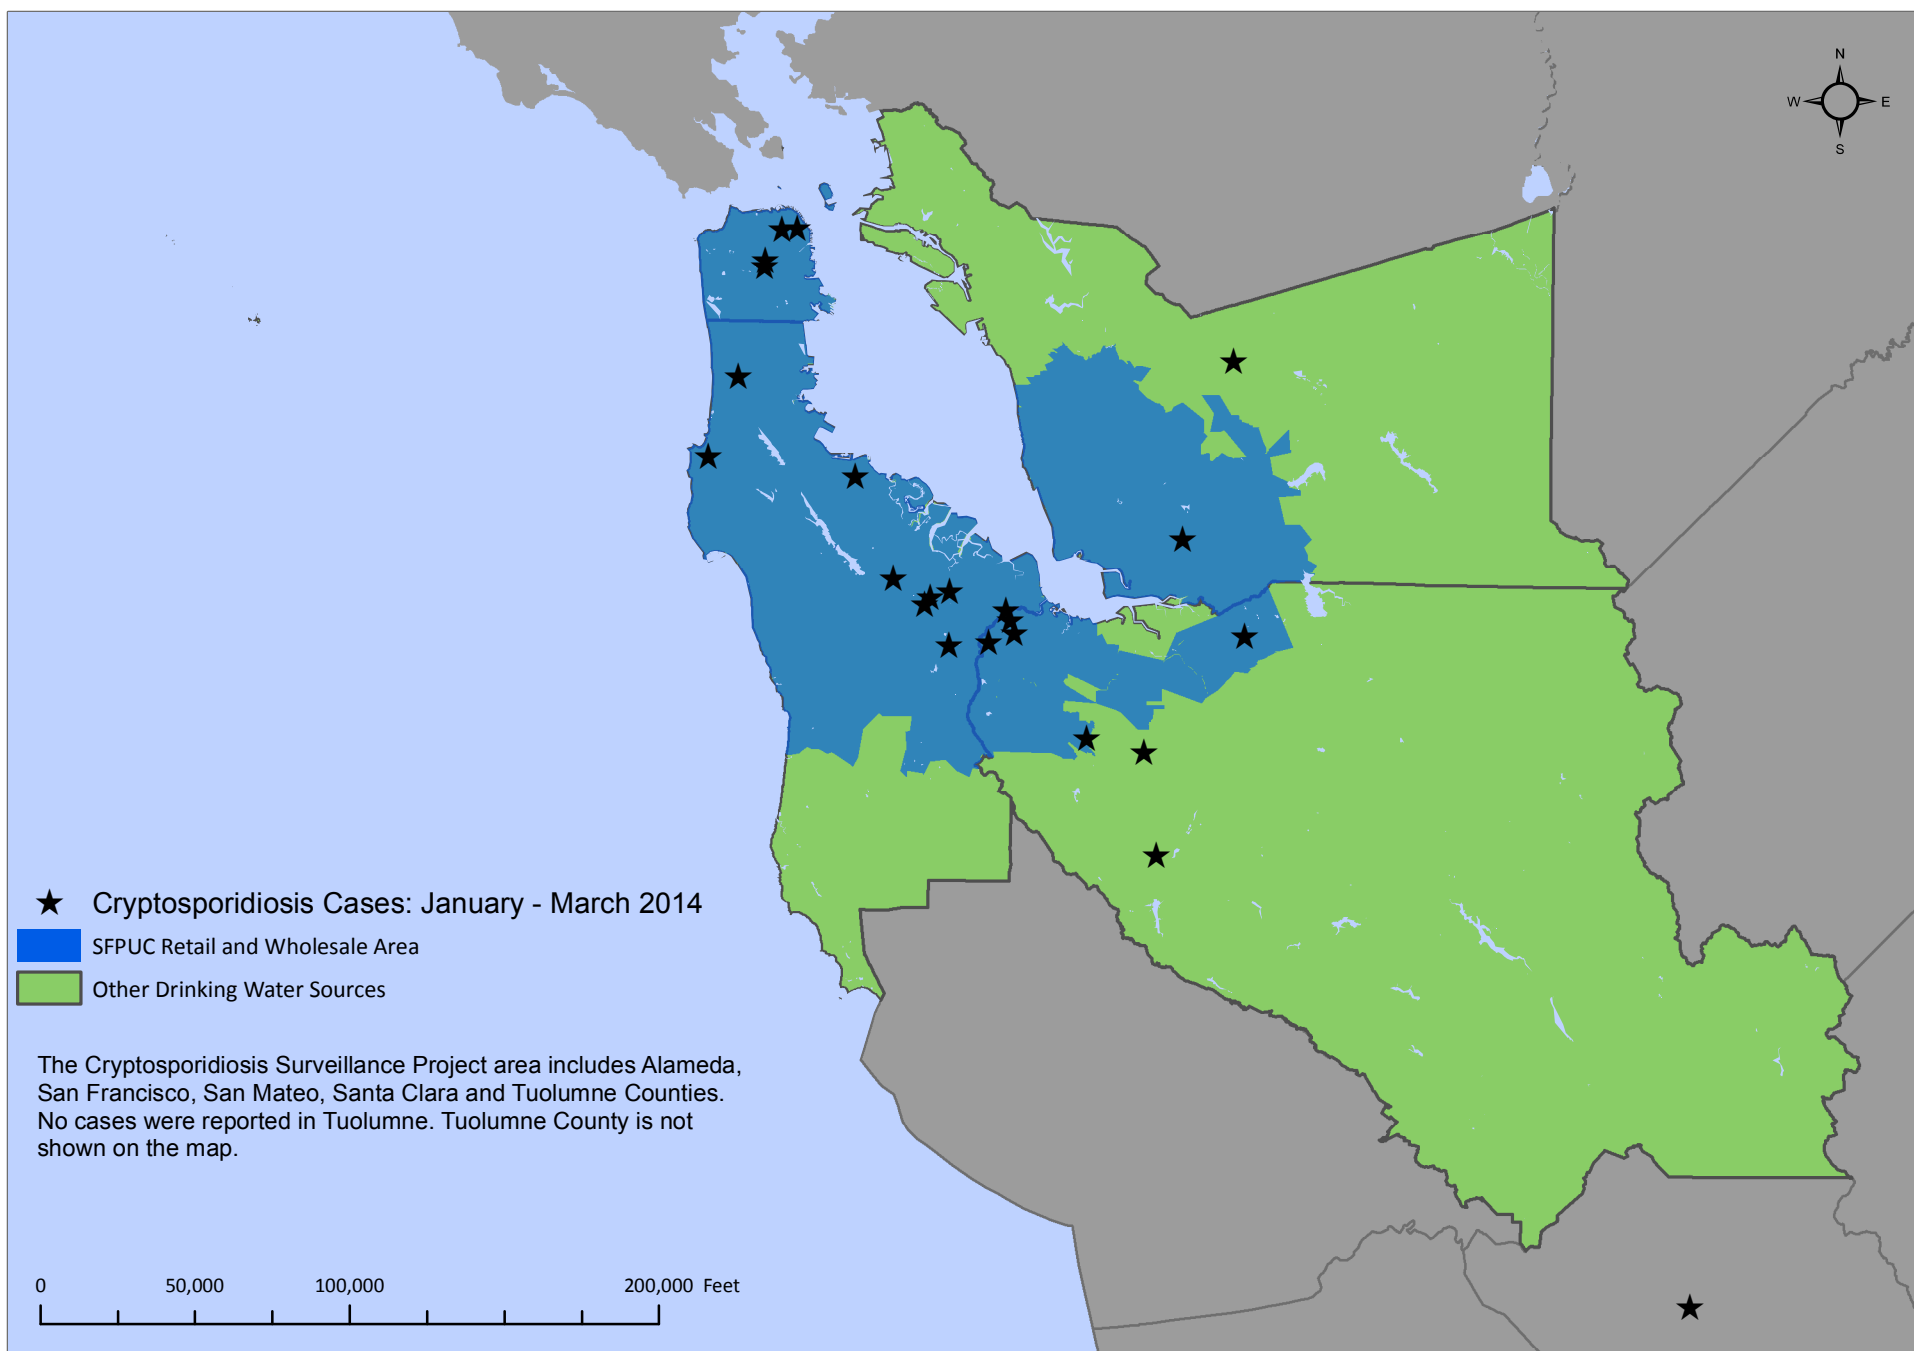 N
W E
S
Cryptosporidiosis Cases: January - March 2014
SFPUC Retail and Wholesale Area
Other Drinking Water Sources
The Cryptosporidiosis Surveillance Project area includes Alameda,
San Francisco, San Mateo, Santa Clara and Tuolumne Counties.
No cases were reported in Tuolumne. Tuolumne County is not
shown on the map.
0 50,000 100,000 200,000 Feet